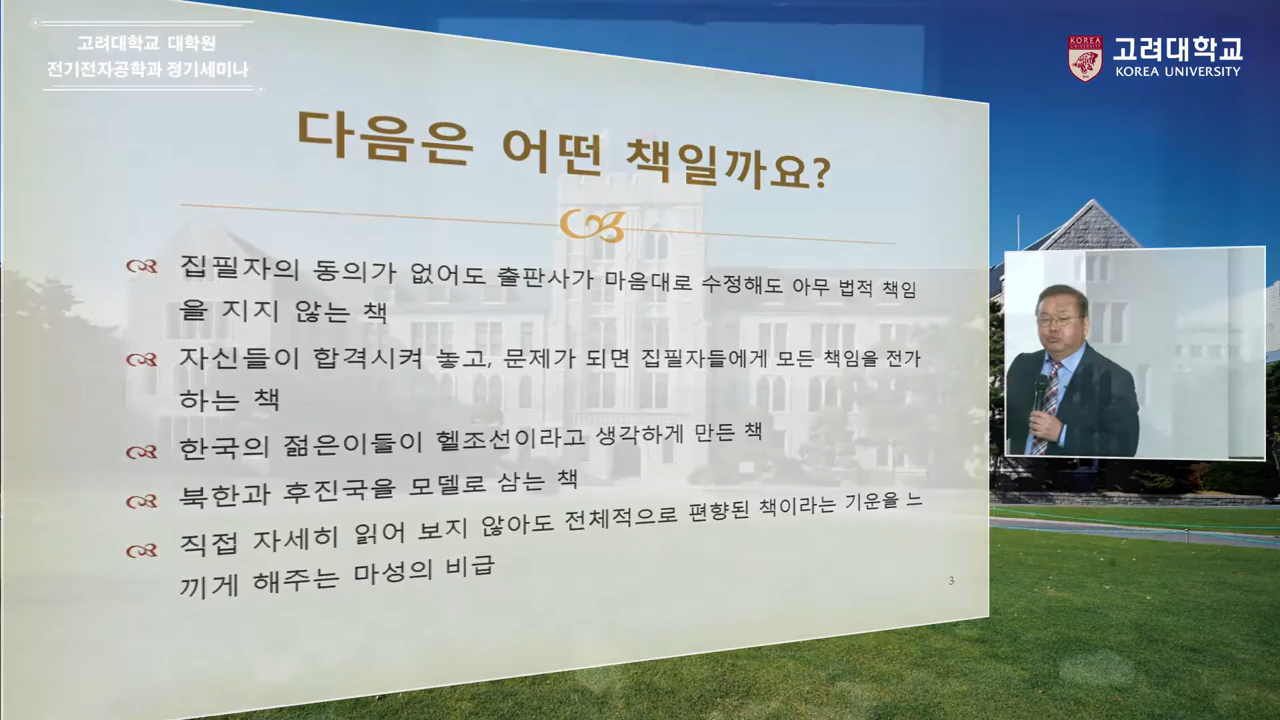 고려대학교 대학원
전기전자공학과 정기세미나
KOREA
UNIVERSITY
고려대학교
KOREA UNIVERSITY
다음은 어떤 책일까요?
집필자의 동의가 없어도 출판사가 마음대로 수정해도 아무 법적 책임
을 지지 않는 책
자신들이 합격시켜 놓고, 문제가 되면 집필자들에게 모든 책임을 전가
하는 책
한국의 젊은이들이 헬조선이라고 생각하게 만든 책
북한과 후진국을 모델로 삼는 책
직접 자세히 읽어 보지 않아도 전체적으로 편향된 책이라는 기운을 느
끼게 해주는 마성의 비급
3